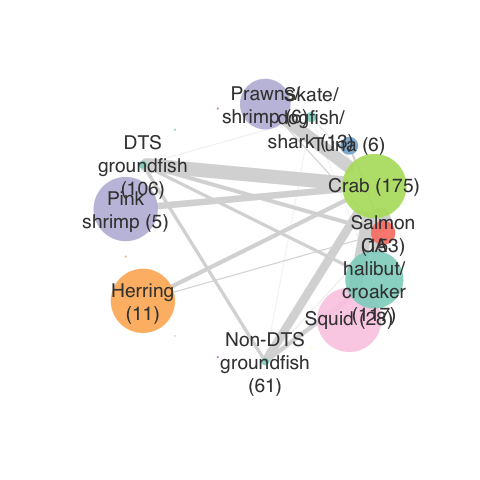 Prawns/
shrimp (6)
Skate/
dogfish/
shark (13)
Tuna (6)
DTS
groundfish
(106)
Crab (175)
Pink
shrimp (5)
Salmon
CA
halibut/
croaker
(117)
Herring
(11)
Squid (28)
Non-DTS
groundfish
(61)